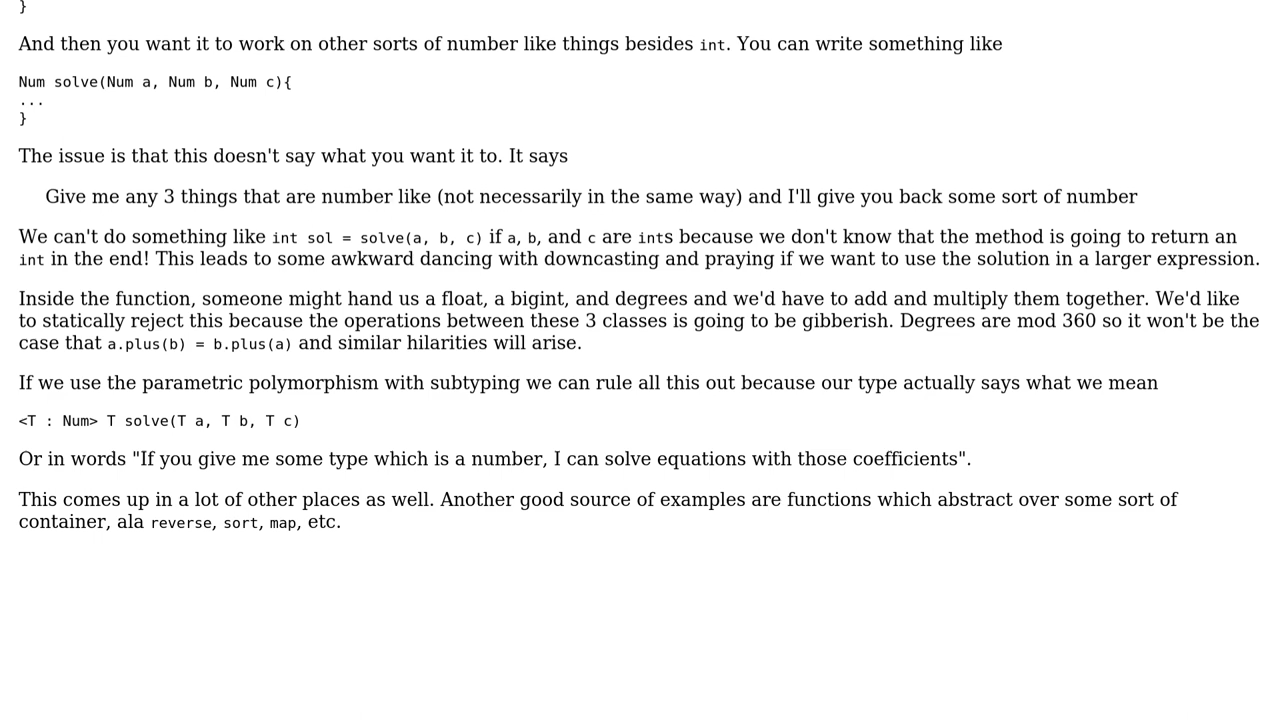 }
And then you want it to work on other sorts of number like things besides int. You can write something like
Num solve(Num a, Num b, Num c){
...
}
The issue is that this doesn't say what you want it to. It says
Give me any 3 things that are number like (not necessarily in the same way) and I'll give you back some sort of number
We can't do something like int sol = solve(a, b, c) if a, b, and c are ints because we don't know that the method is going to return an
int in the end! This leads to some awkward dancing with downcasting and praying if we want to use the solution in a larger expression.
Inside the function, someone might hand us a float, a bigint, and degrees and we'd have to add and multiply them together. We'd like
to statically reject this because the operations between these 3 classes is going to be gibberish. Degrees are mod 360 so it won't be the
case that a.plus(b) = b.plus(a) and similar hilarities will arise.
If we use the parametric polymorphism with subtyping we can rule all this out because our type actually says what we mean
<T : Num> T solve(T a, T b, T c)
Or in words "If you give me some type which is a number, I can solve equations with those coefficients".
This comes up in a lot of other places as well. Another good source of examples are functions which abstract over some sort of
container, ala reverse, sort, map, etc.